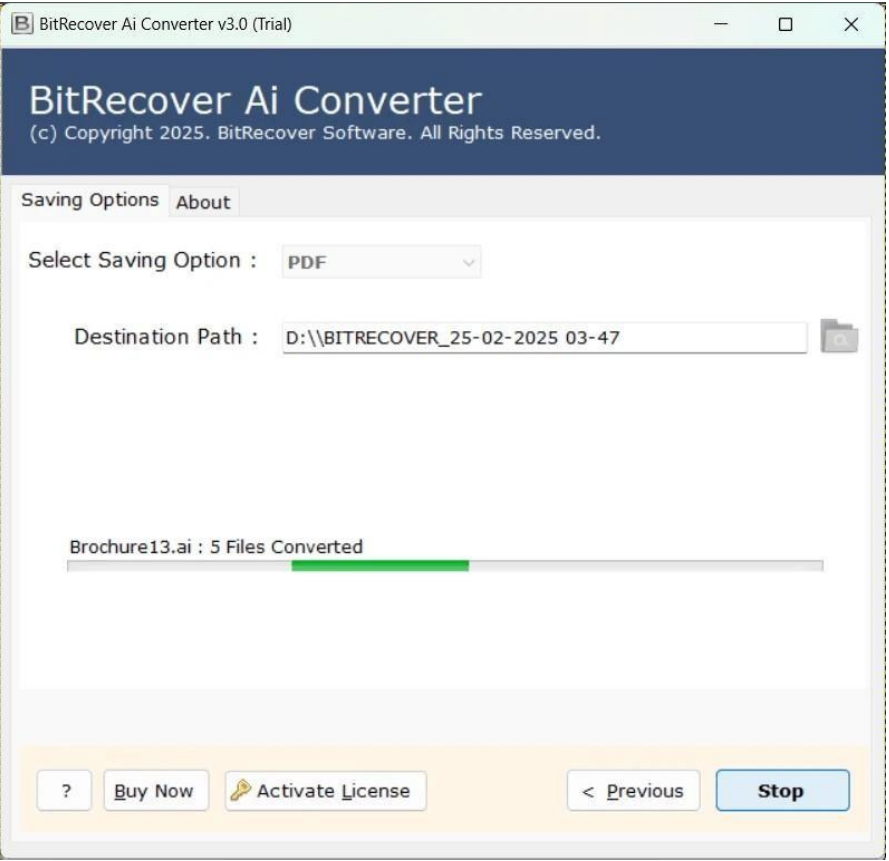 B BitRecover Ai Converter v3.0 (Trial)
BitRecover Ai Converter
(c) Copyright 2025. BitRecover Software. All Rights Reserved.
Saving Options About
Select Saving Option : PDF
Destination Path : D:\\BITRECOVER_25-02-2025 03-47
Brochure13.ai : 5 Files Converted
? Buy Now Activate License < Previous Stop